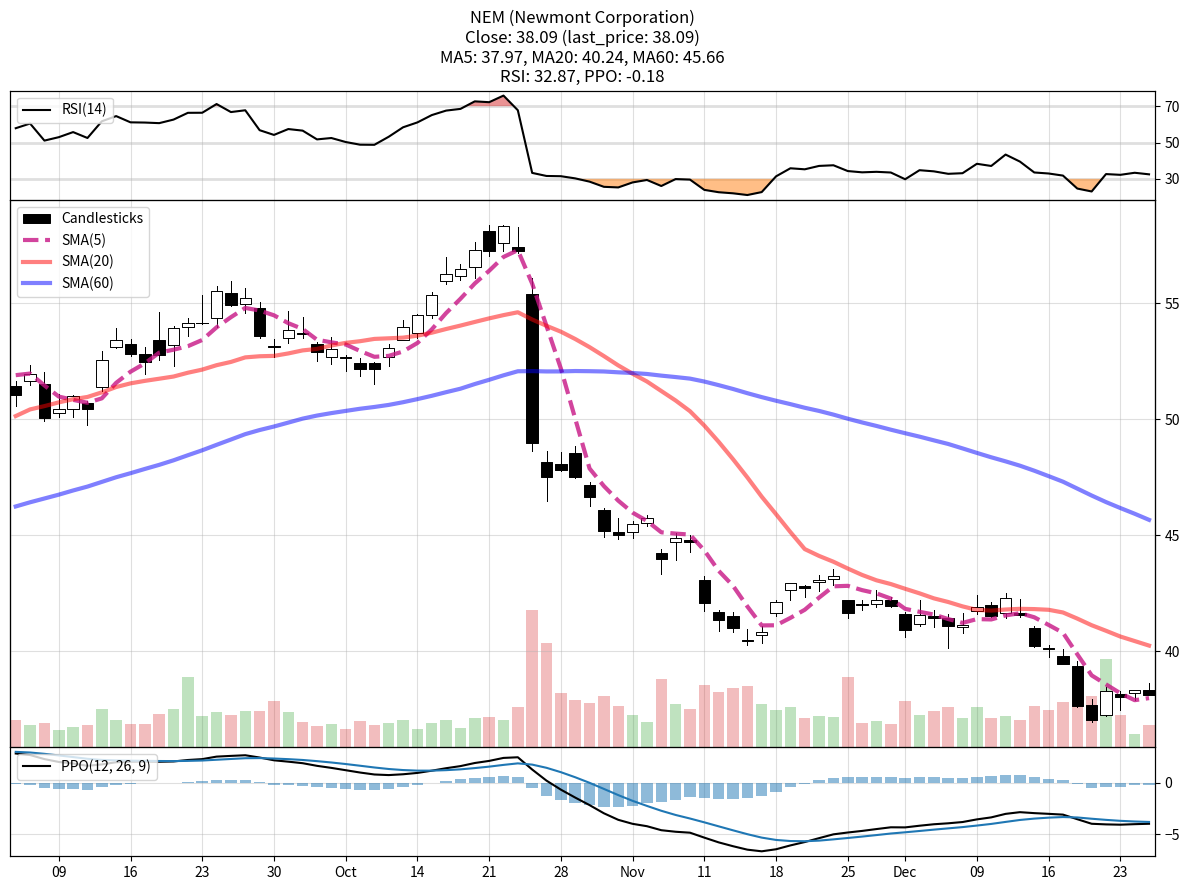 NEM (Newmont Corporation)
Close: 38.09 (last_price: 38.09)
MA5: 37.97, MA20: 40.24, MA60: 45.66
RSI: 32.87, PPO: -0.18
RSI(14)
70
50
30
Candlesticks
SMA(5)
SMA(20)
SMA(60)
55
50
45
40
PPO(12, 26, 9)
0
−5
09 16 23 30 Oct 14 21 28 Nov 11 18 25 Dec 09 16 23